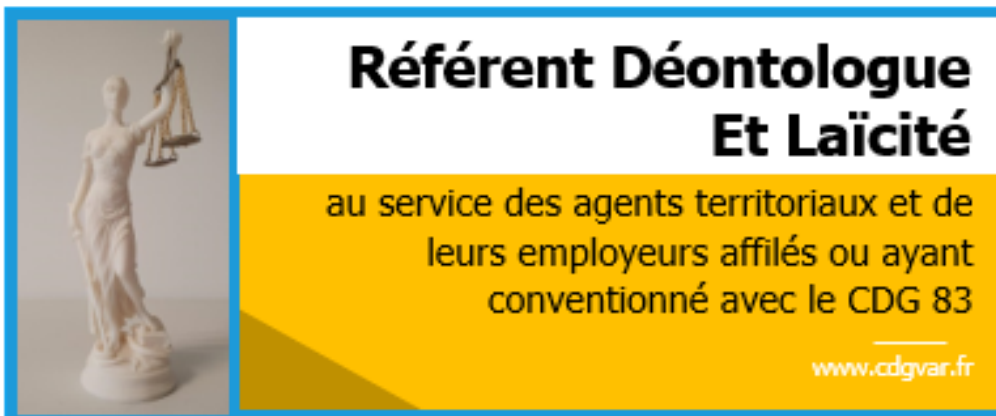 Référent Déontologue
Et Laïcité
au service des agents territoriaux et de
leurs employeurs affilés ou ayant
conventionné avec le CDG 83
www.cdgvar.fr